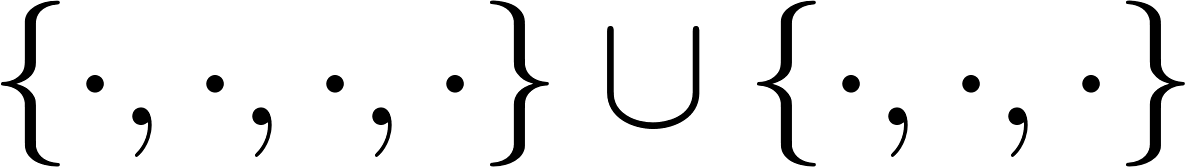 { · , · , · , · } ∪ { · , · , · }